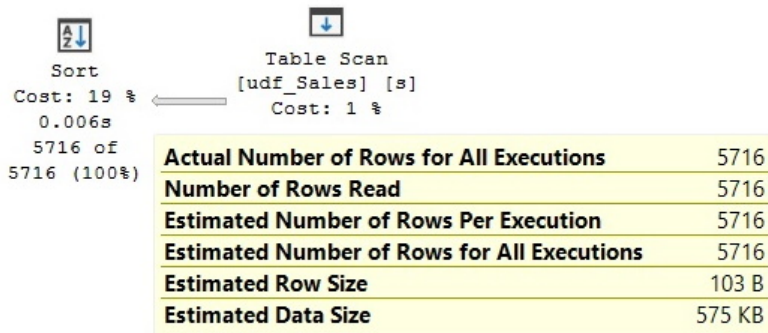 Sort
Cost: 19 %
0.006s
5716 of
5716 (100%)
Table Scan
[udf_Sales] [s]
Cost: 1 %
Actual Number of Rows for All Executions 5716
Number of Rows Read 5716
Estimated Number of Rows Per Execution 5716
Estimated Number of Rows for All Executions 5716
Estimated Row Size 103 B
Estimated Data Size 575 KB